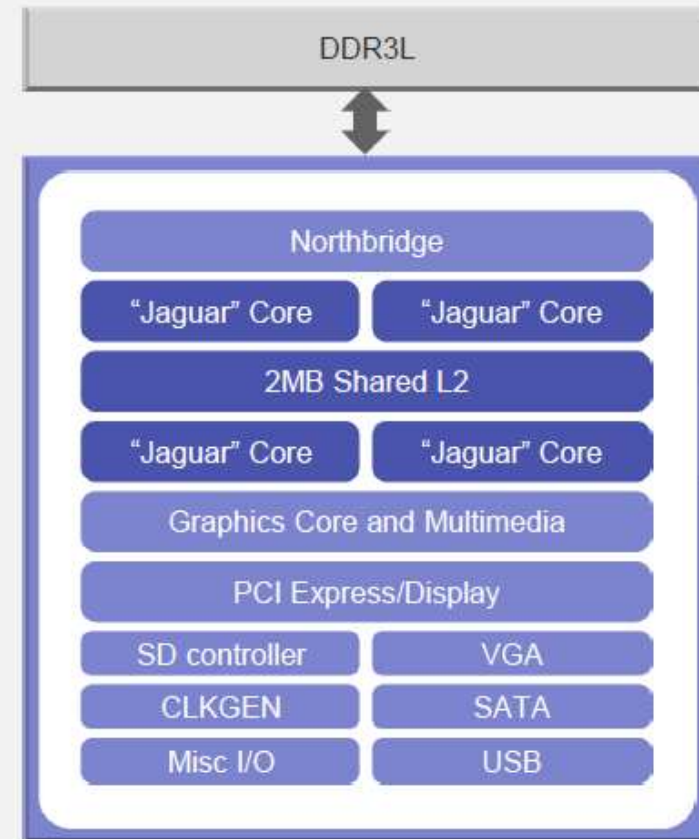 DDR3L
Northbridge
“Jaguar” Core “Jaguar” Core
2MB Shared L2
“Jaguar” Core “Jaguar” Core
Graphics Core and Multimedia
PCI Express/Display
SD controller VGA
CLKGEN SATA
Misc I/O USB